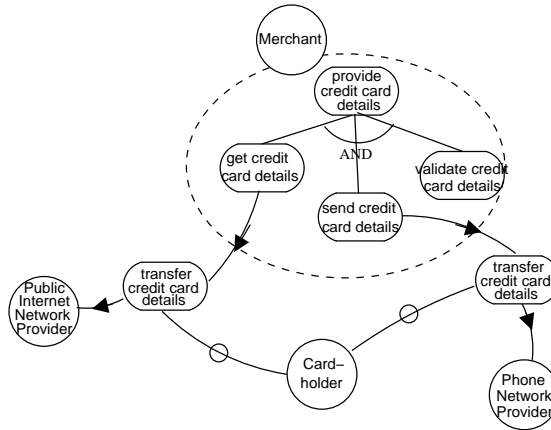 Merchant
provide
credit card
details
AND
get credit
card details
validate credit
card details
send credit
card details
transfer
credit card
details
Public
Internet
Network
Provider
transfer
credit card
details
Card–
holder
Phone
Network
Provider